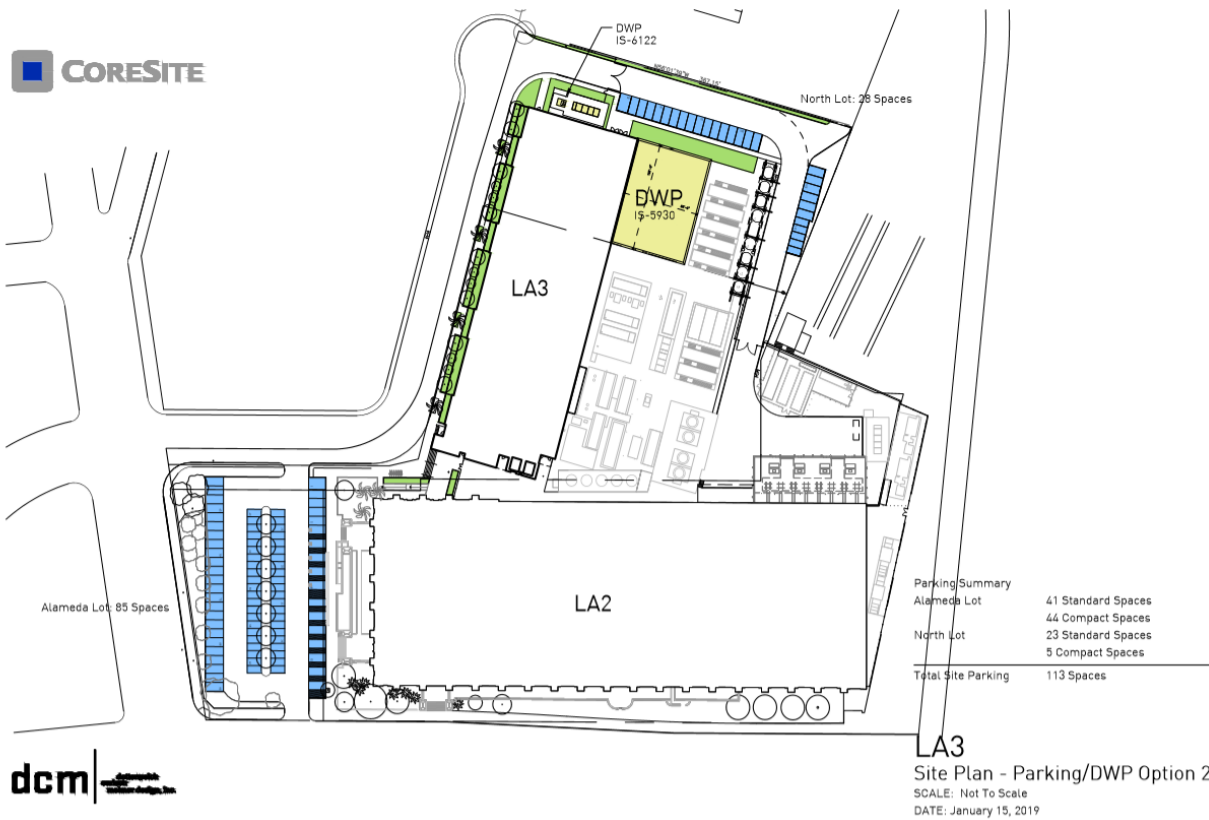 CORESITE
DWP
IS-6122
North Lot: 28 Spaces
DWP
IS-5930
LA3
Alameda Lot: 85 Spaces
LA2
Parking Summary
Alameda Lot 41 Standard Spaces
44 Compact Spaces
North Lot 23 Standard Spaces
5 Compact Spaces
Total Site Parking 113 Spaces
LA3
Site Plan - Parking/DWP Option 2
SCALE: Not To Scale
DATE: January 15, 2019
dcm